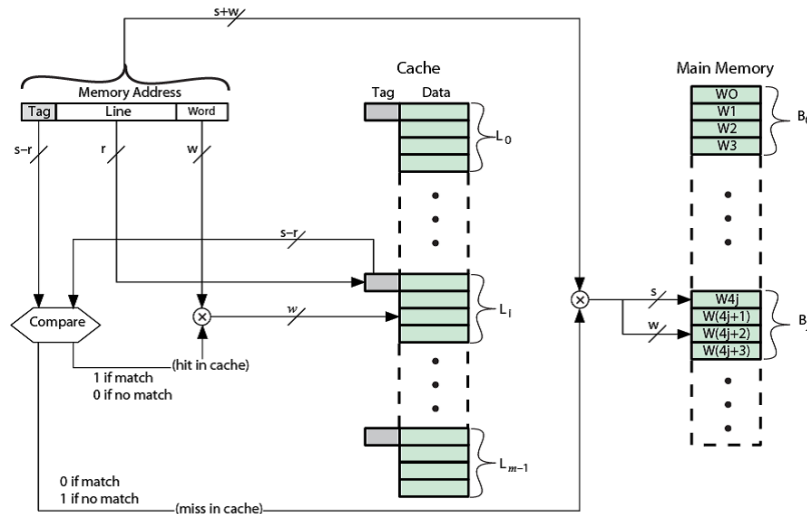 s+w
Cache
Main Memory
Memory Address
Tag Data
Tag Line Word
W0
W1
W2
W3
B
L0
s–r
r
w
s–r
Compare
w
Li
s
w
W4j
W(4j+1)
W(4j+2)
W(4j+3)
B
(hit in cache)
1 if match
0 if no match
Lm–1
0 if match
1 if no match
(miss in cache)